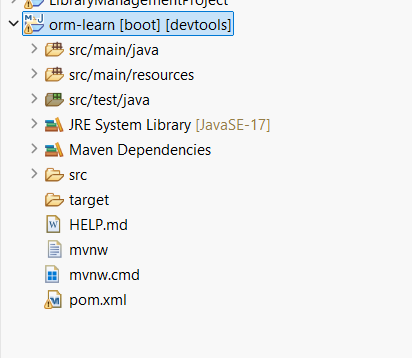 LibraryManagementProject
orm-learn [boot] [devtools]
src/main/java
src/main/resources
src/test/java
JRE System Library [JavaSE-17]
Maven Dependencies
src
target
HELP.md
mvnw
mvnw.cmd
pom.xml